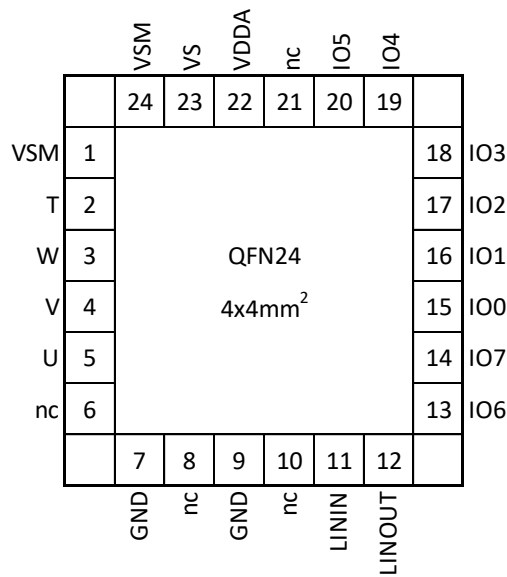 VSM VS VDDA nc IO5 IO4
24 23 22 21 20 19
VSM 1 18 IO3
T 2 17 IO2
W 3 QFN24 16 IO1
V 4 4x4mm² 15 IO0
U 5 14 IO7
nc 6 13 IO6
7 8 9 10 11 12
GND nc GND nc LININ LINOUT